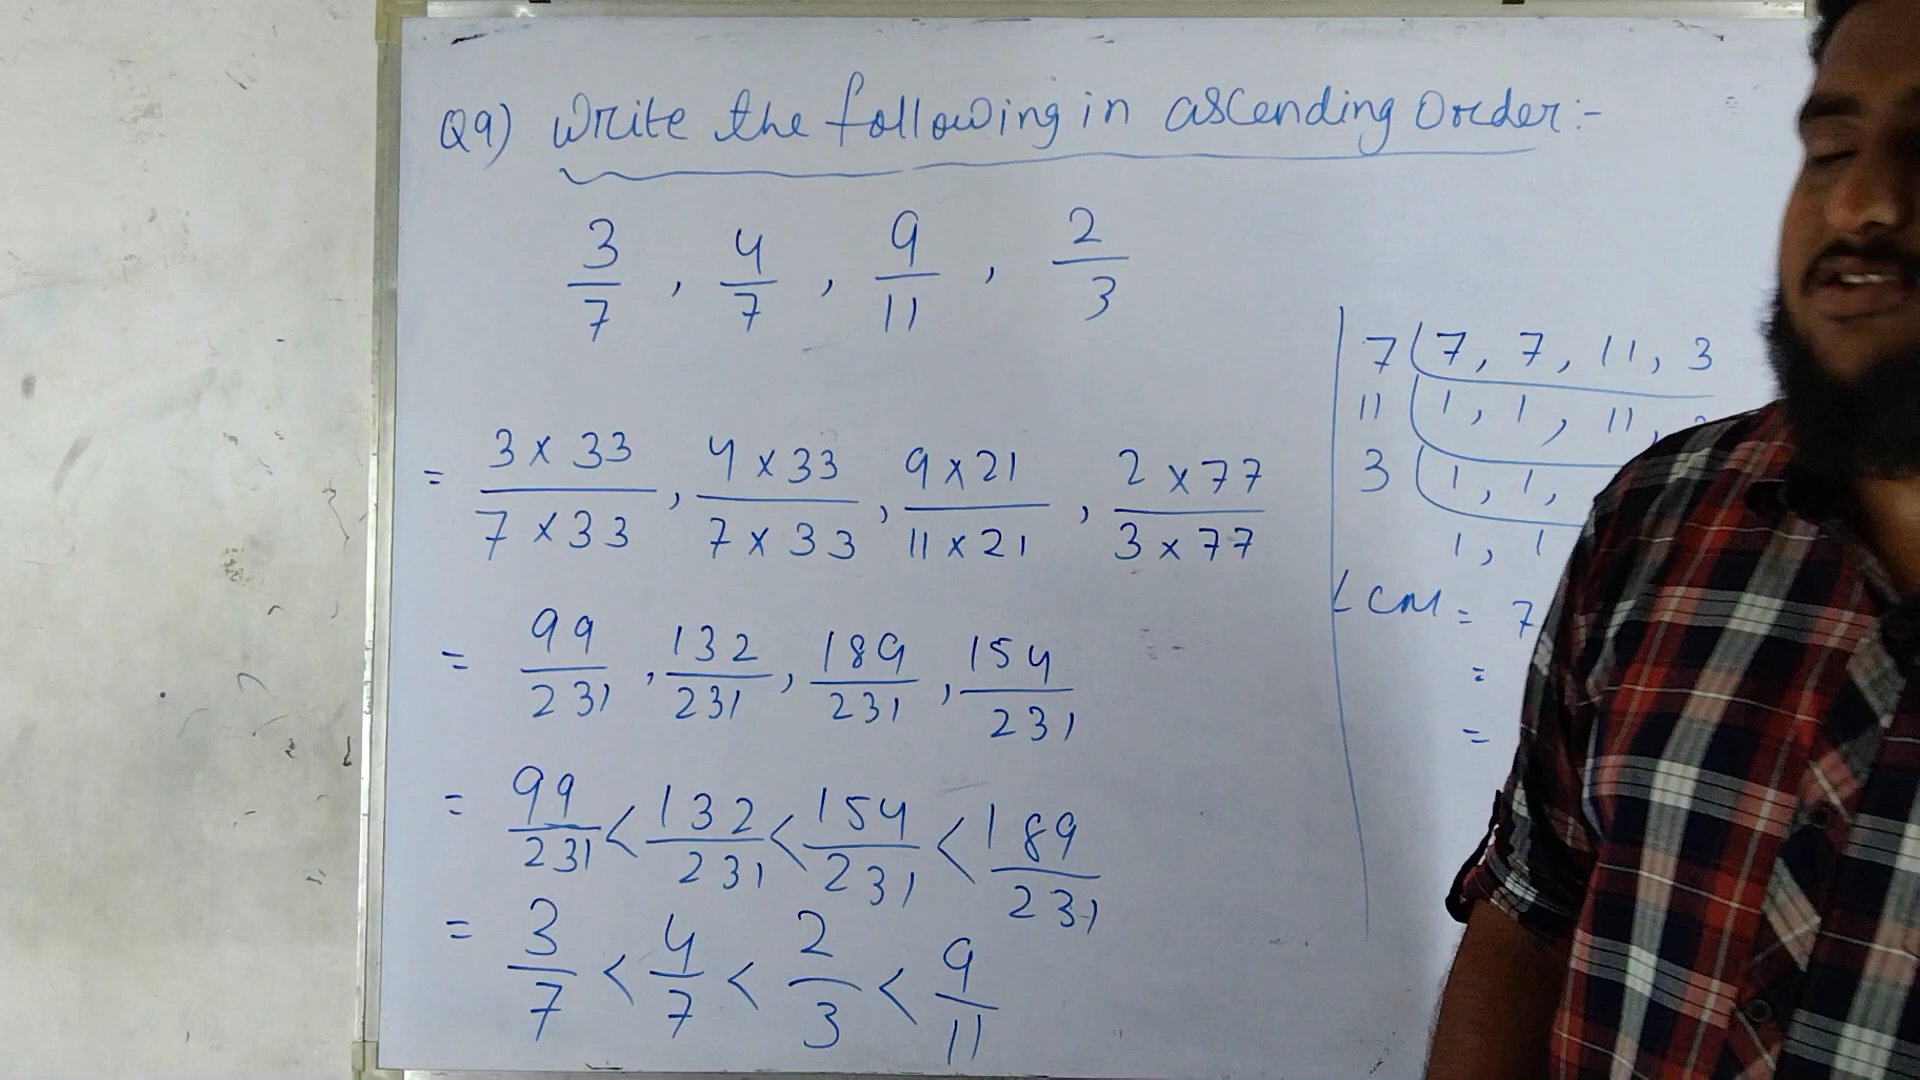 Q9) Write the following in ascending order:-
3/7 , 4/7 , 9/11 , 2/3
= 3 x 33 / 7 x 33 , 4 x 33 / 7 x 33 , 9 x 21 / 11 x 21 , 2 x 77 / 3 x 77
= 99/231 , 132/231 , 189/231 , 154/231
= 99/231 < 132/231 < 154/231 < 189/231
= 3/7 < 4/7 < 2/3 < 9/11
7 ( 7, 7, 11, 3
11 ( 1, 1, 11,
3 ( 1, 1,
1, 1
LCM = 7
=
=